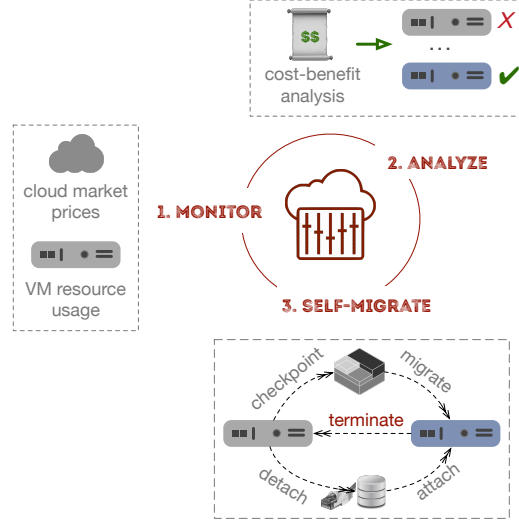 $$
cost-benefit
analysis
X
...
✔
cloud market
prices
VM resource
usage
1. MONITOR
2. ANALYZE
3. SELF-MIGRATE
checkpoint
migrate
terminate
detach
attach